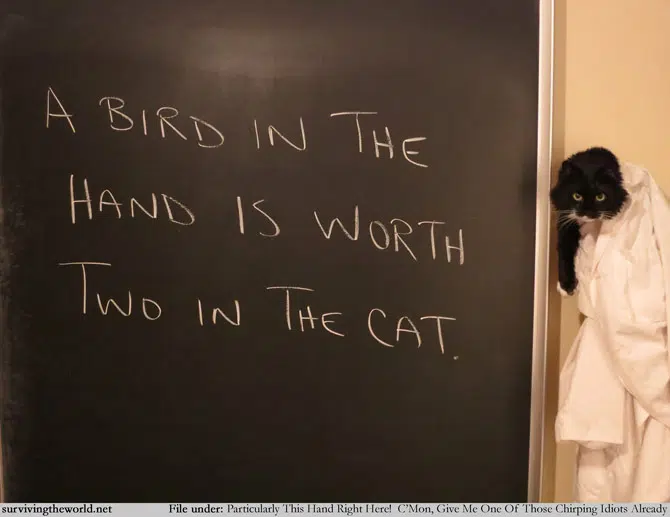 A BIRD IN THE
HAND IS WORTH
TWO IN THE CAT.
survivingtheworld.net File under: Particularly This Hand Right Here! C'Mon, Give Me One Of Those Chirping Idiots Already